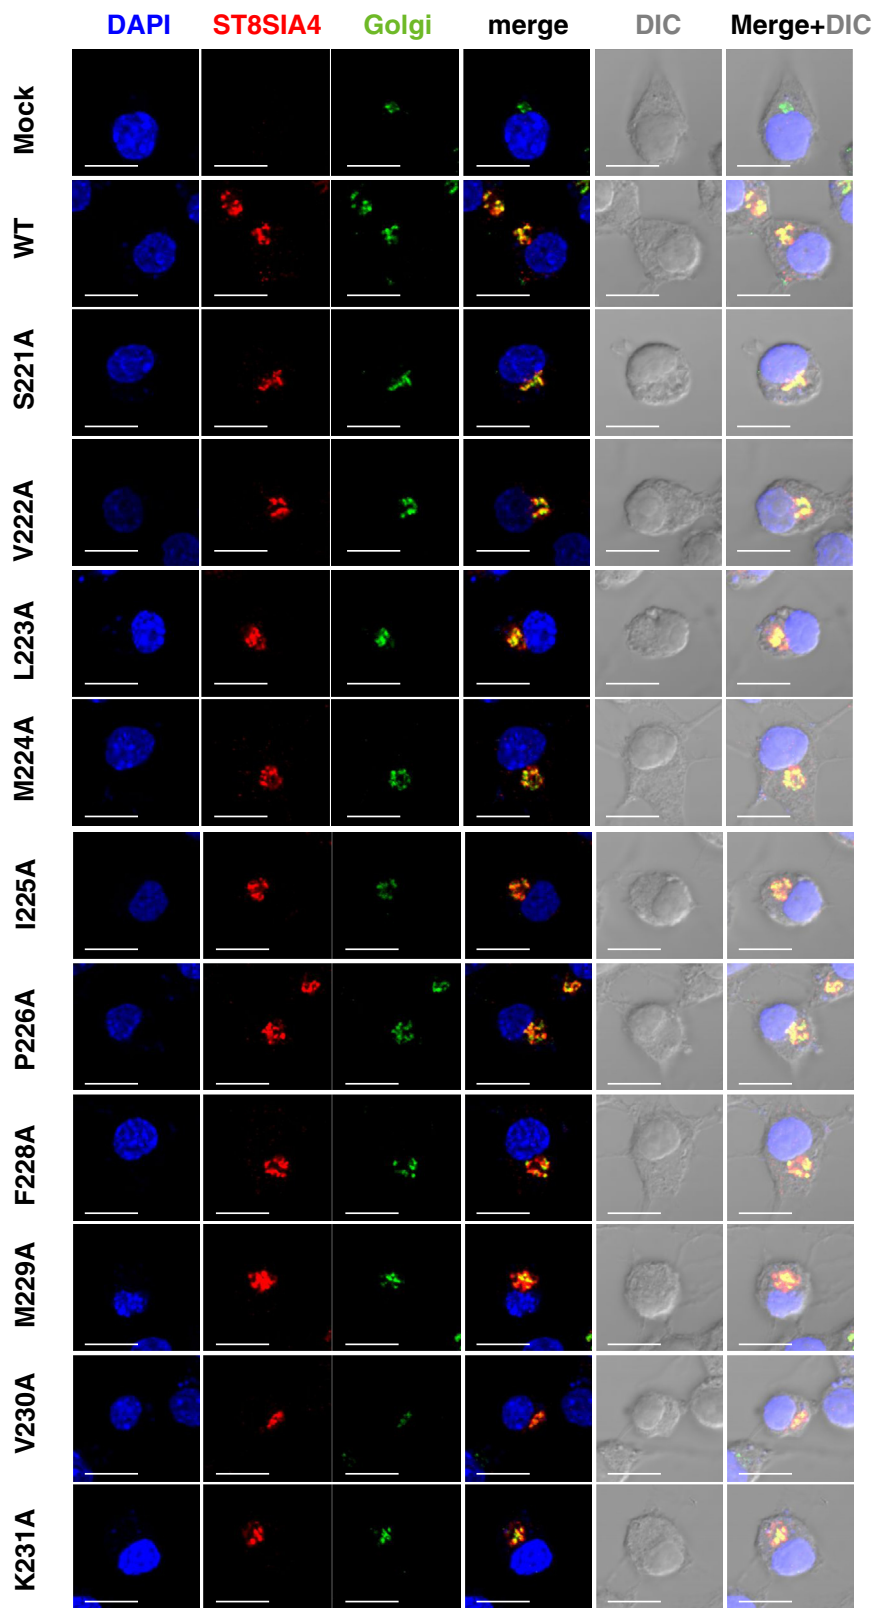 DAPI ST8SIA4 Golgi merge DIC Merge+DIC
Mock
WT
S221A
V222A
L223A
M224A
I225A
P226A
F228A
M229A
V230A
K231A